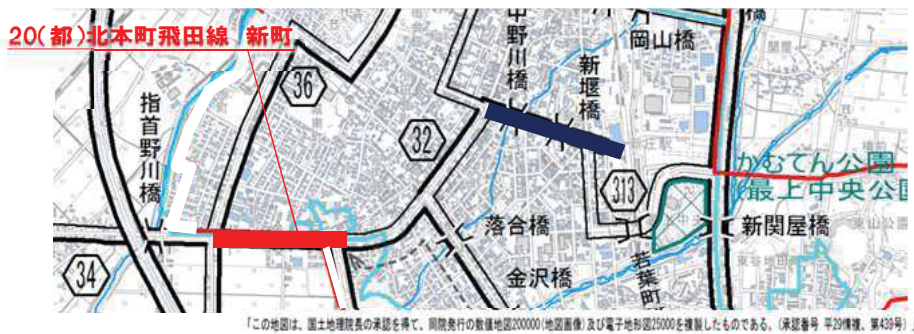 20(都)北本町飛田線 新町
中野川橋
岡山橋
新堰橋
指首野川橋
36
32
313
かむてん公園
最上中央公園
新関屋橋
落合橋
金沢橋
若葉町
34
「この地図は、国土地理院長の承認を得て、同院発行の数値地図200000(地図画像)及び電子地形図25000を複製したものである。(承認番号 平29情複、第439号)